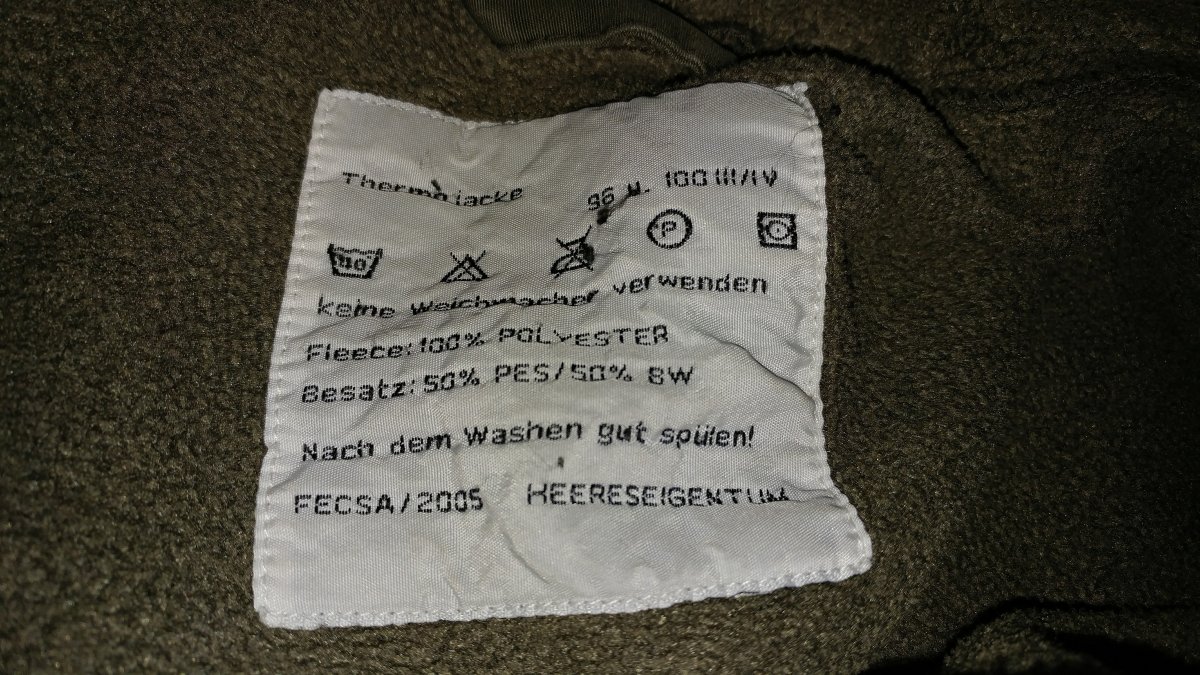 Thermojacke 96 u. 100 III/IV
P
keine Weichmacher verwenden
Fleece: 100% POLYESTER
Besatz: 50% PES/50% BW
Nach dem Washen gut spülen!
FECSA/2005 HEERESEIGENTUM